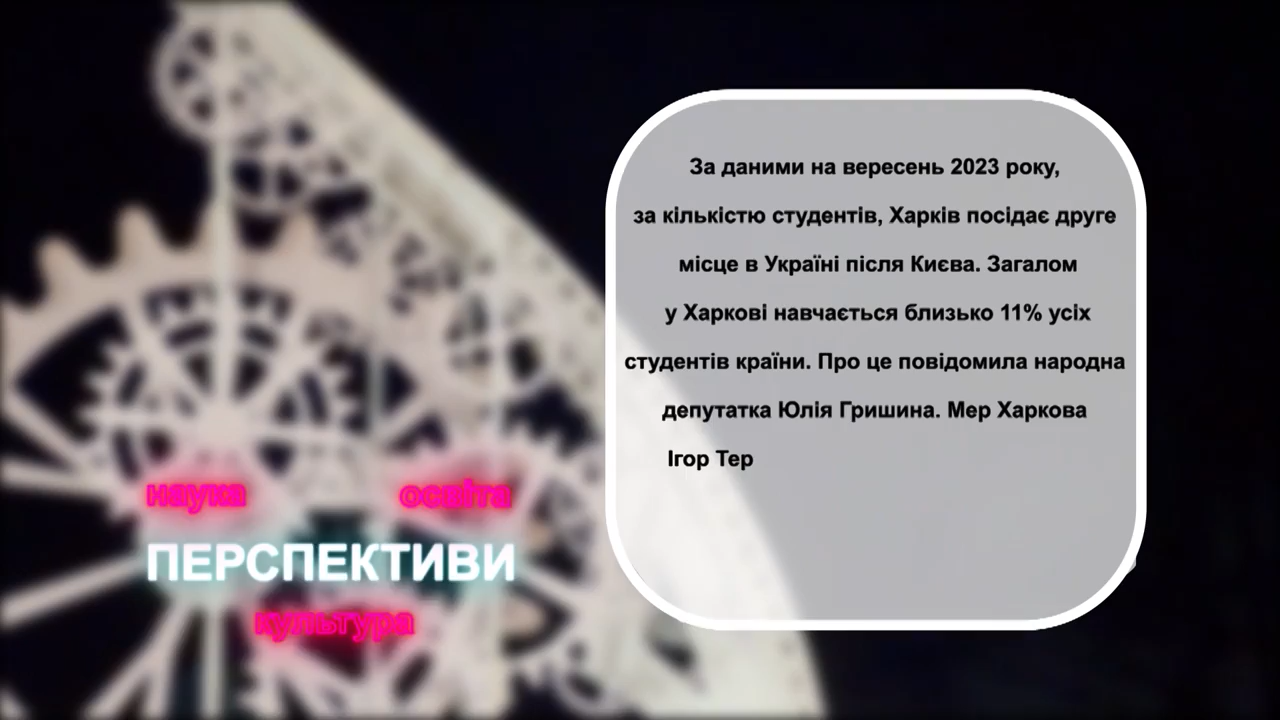 За даними на вересень 2023 року,
за кількістю студентів, Харків посідає друге
місце в Україні після Києва. Загалом
у Харкові навчається близько 11% усіх
студентів країни. Про це повідомила народна
депутатка Юлія Гришина. Мер Харкова
Ігор Тер
наука освіта
ПЕРСПЕКТИВИ
культура